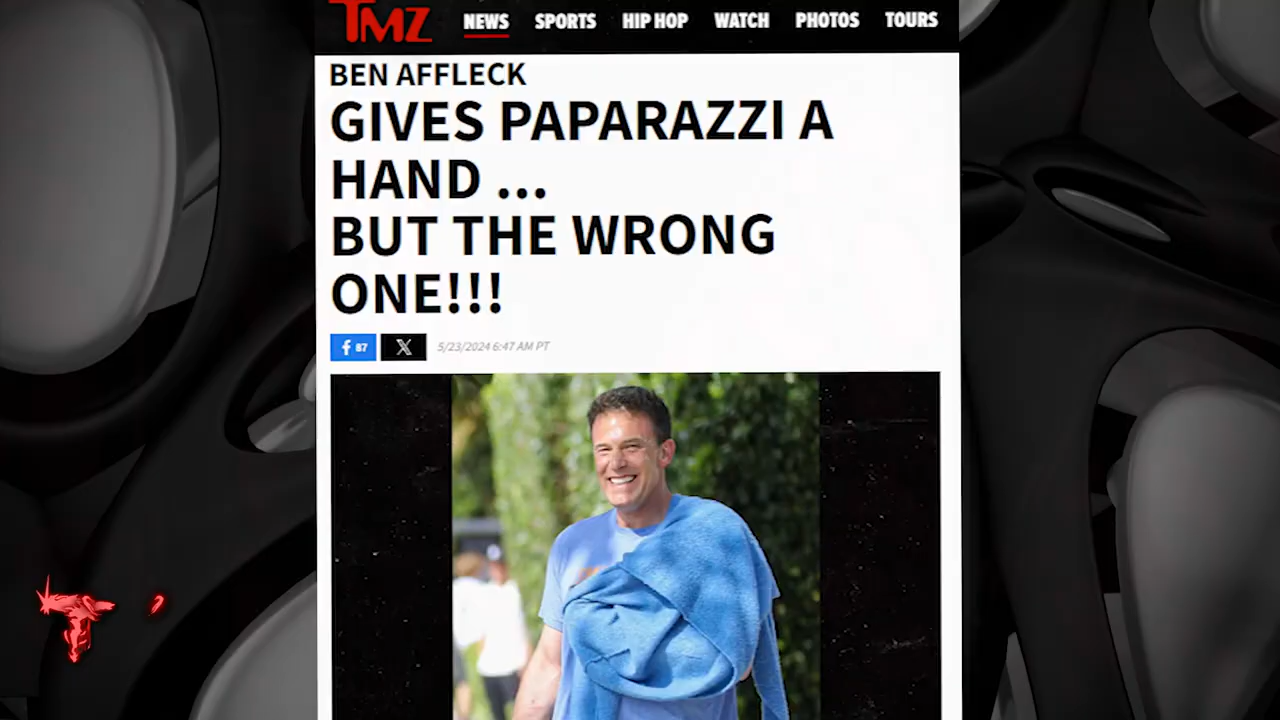 TMZ NEWS SPORTS HIP HOP WATCH PHOTOS TOURS
BEN AFFLECK
GIVES PAPARAZZI A
HAND ...
BUT THE WRONG
ONE!!!
f 87 X 5/23/2024 6:47 AM PT